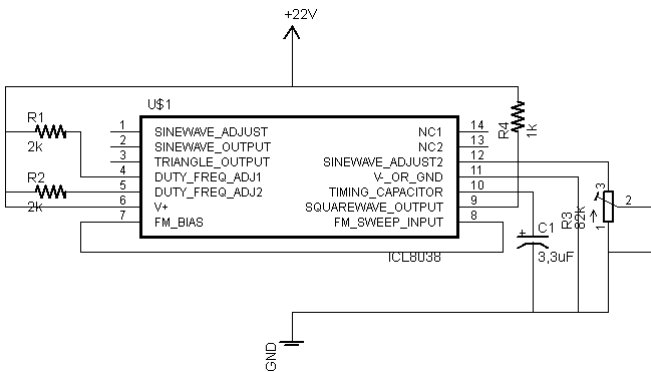 +22V
U$1
R1
2k
R2
2k
1 SINEWAVE_ADJUST NC1 14
2 SINEWAVE_OUTPUT NC2 13
3 TRIANGLE_OUTPUT SINEWAVE_ADJUST2 12
4 DUTY_FREQ_ADJ1 V-_OR_GND 11
5 DUTY_FREQ_ADJ2 TIMING_CAPACITOR 10
6 V+ SQUAREWAVE_OUTPUT 9
7 FM_BIAS FM_SWEEP_INPUT 8
ICL8038
R4
1k
+ C1
3,3uF
R3
82k
3
2
1
GND